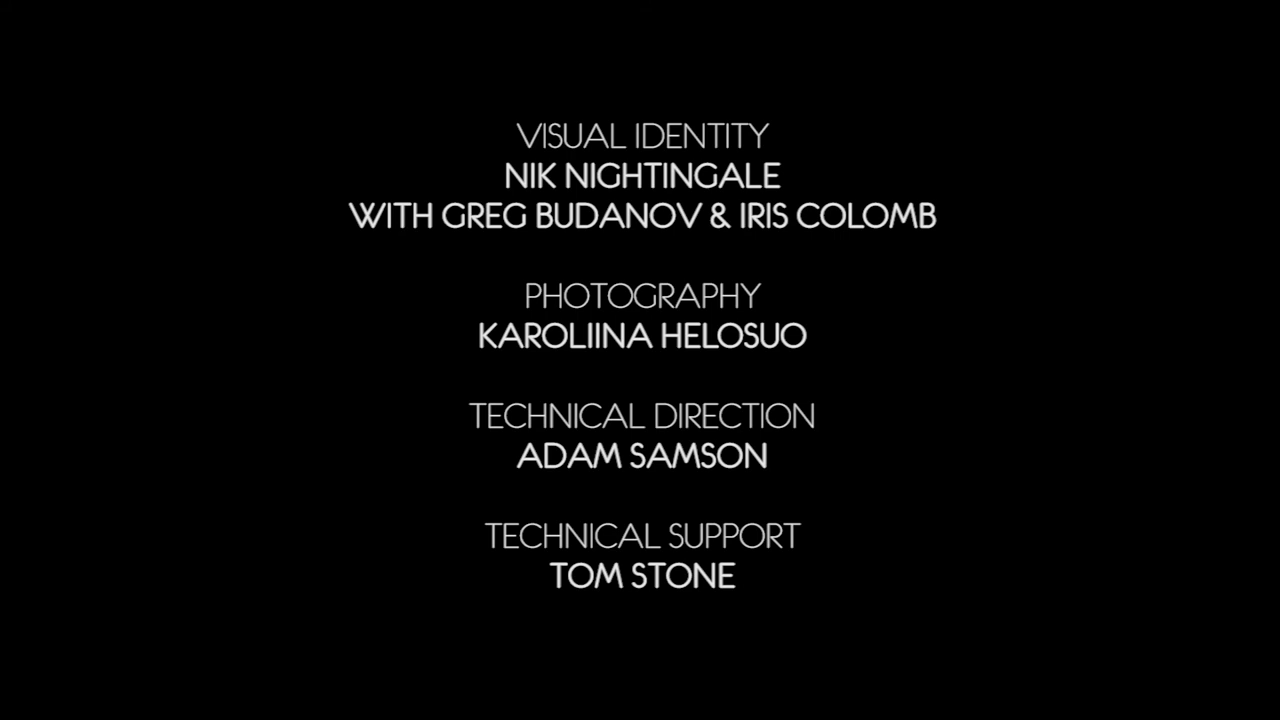 VISUAL IDENTITY
NIK NIGHTINGALE
WITH GREG BUDANOV & IRIS COLOMB
PHOTOGRAPHY
KAROLIINA HELOSUO
TECHNICAL DIRECTION
ADAM SAMSON
TECHNICAL SUPPORT
TOM STONE